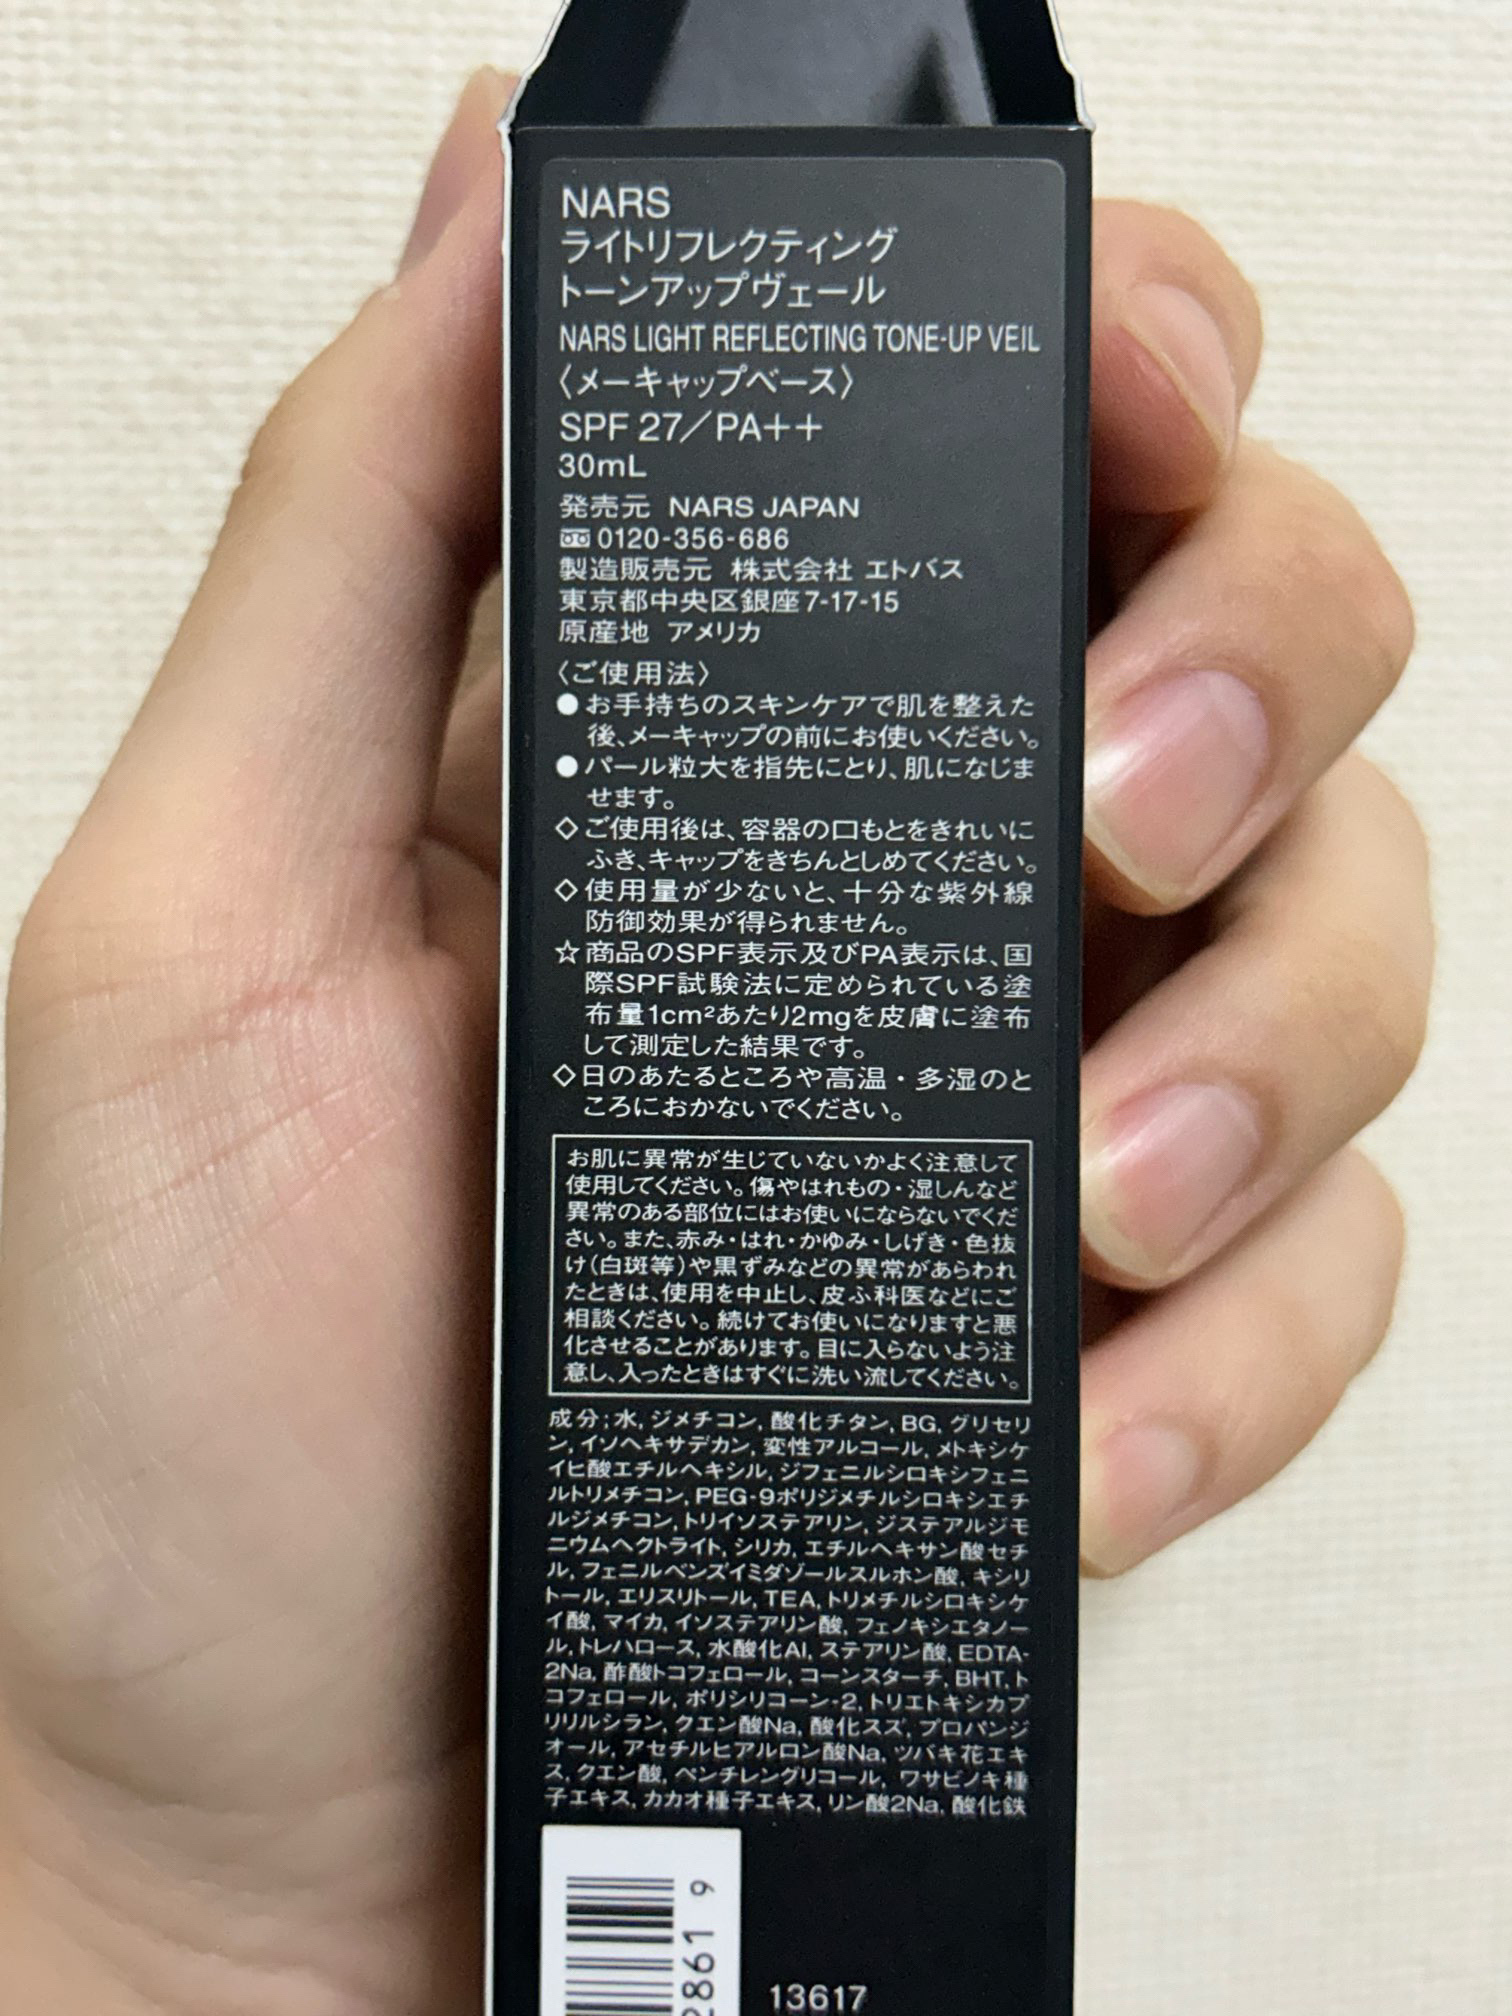 NARS
ライトリフレクティング
トーンアップヴェール
NARS LIGHT REFLECTING TONE-UP VEIL
〈メーキャップベース〉
SPF 27／PA++
30mL
発売元 NARS JAPAN
0120-356-686
製造販売元 株式会社 エトバス
東京都中央区銀座7-17-15
原産地 アメリカ
〈ご使用法〉
●お手持ちのスキンケアで肌を整えた
後、メーキャップの前にお使いください。
●パール粒大を指先にとり、肌になじま
せます。
◇ご使用後は、容器の口もとをきれいに
ふき、キャップをきちんとしめてください。
◇使用量が少ないと、十分な紫外線
防御効果が得られません。
☆商品のSPF表示及びPA表示は、国
際SPF試験法に定められている塗
布量1cm²あたり2mgを皮膚に塗布
して測定した結果です。
◇日のあたるところや高温・多湿のと
ころにおかないでください。
お肌に異常が生じていないかよく注意して
使用してください。傷やはれもの・湿しんなど
異常のある部位にはお使いにならないでくだ
さい。また、赤み・はれ・かゆみ・しげき・色抜
け(白斑等)や黒ずみなどの異常があらわれ
たときは、使用を中止し、皮ふ科医などにご
相談ください。続けてお使いになりますと悪
化させることがあります。目に入らないよう注
意し、入ったときはすぐに洗い流してください。
成分;水, ジメチコン, 酸化チタン, BG, グリセリ
ン, イソヘキサデカン, 変性アルコール, メトキシケ
イヒ酸エチルヘキシル, ジフェニルシロキシフェニ
ルトリメチコン, PEG-9ポリジメチルシロキシエチ
ルジメチコン, トリイソステアリン, ジステアルジモ
ニウムヘクトライト, シリカ, エチルヘキサン酸セチ
ル, フェニルベンズイミダゾールスルホン酸, キシリ
トール, エリスリトール, TEA, トリメチルシロキシケ
イ酸, マイカ, イソステアリン酸, フェノキシエタノー
ル, トレハロース, 水酸化Al, ステアリン酸, EDTA-
2Na, 酢酸トコフェロール, コーンスターチ, BHT, ト
コフェロール, ポリシリコーン-2, トリエトキシカプ
リリルシラン, クエン酸Na, 酸化スズ, プロパンジ
オール, アセチルヒアルロン酸Na, ツバキ花エキ
ス, クエン酸, ペンチレングリコール, ワサビノキ種
子エキス, カカオ種子エキス, リン酸2Na, 酸化鉄
2861 9
13617